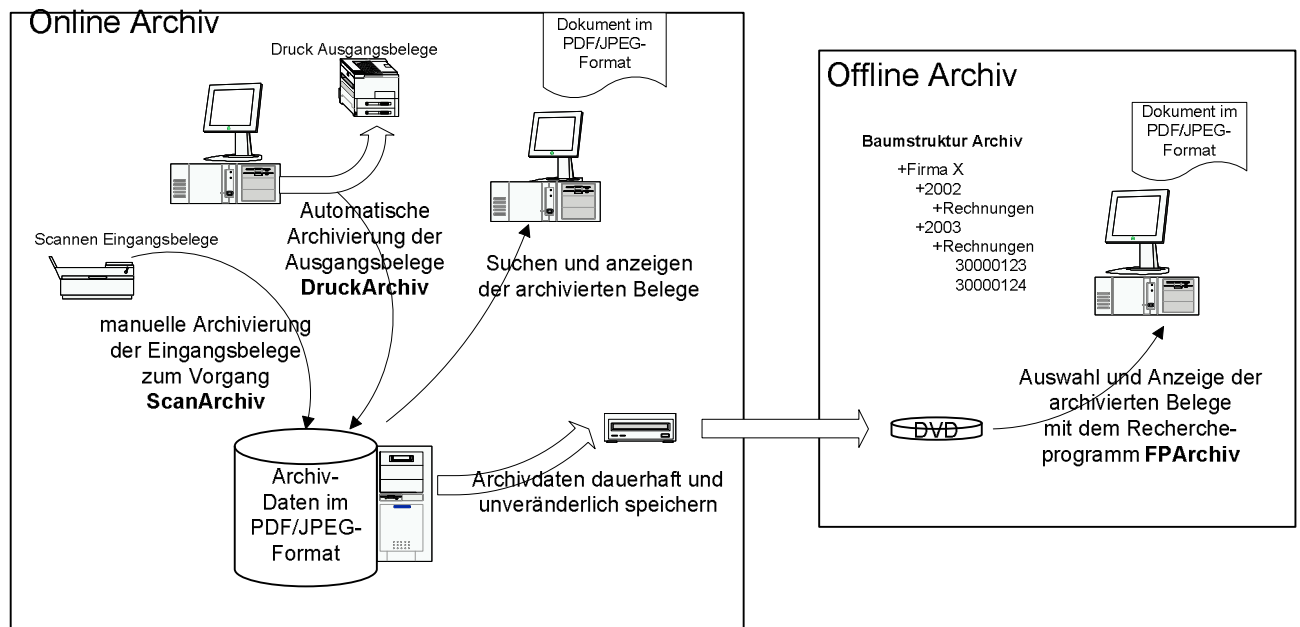 Online Archiv
Druck Ausgangsbelege
Dokument im
PDF/JPEG-
Format
Automatische
Archivierung der
Ausgangsbelege
DruckArchiv
Scannen Eingangsbelege
manuelle Archivierung
der Eingangsbelege
zum Vorgang
ScanArchiv
Suchen und anzeigen
der archivierten Belege
Archiv-
Daten im
PDF/JPEG-
Format
Archivdaten dauerhaft und
unveränderlich speichern
Offline Archiv
Baumstruktur Archiv
+Firma X
+2002
+Rechnungen
+2003
+Rechnungen
30000123
30000124
Dokument im
PDF/JPEG-
Format
DVD
Auswahl und Anzeige der
archivierten Belege
mit dem Recherche-
programm FPArchiv